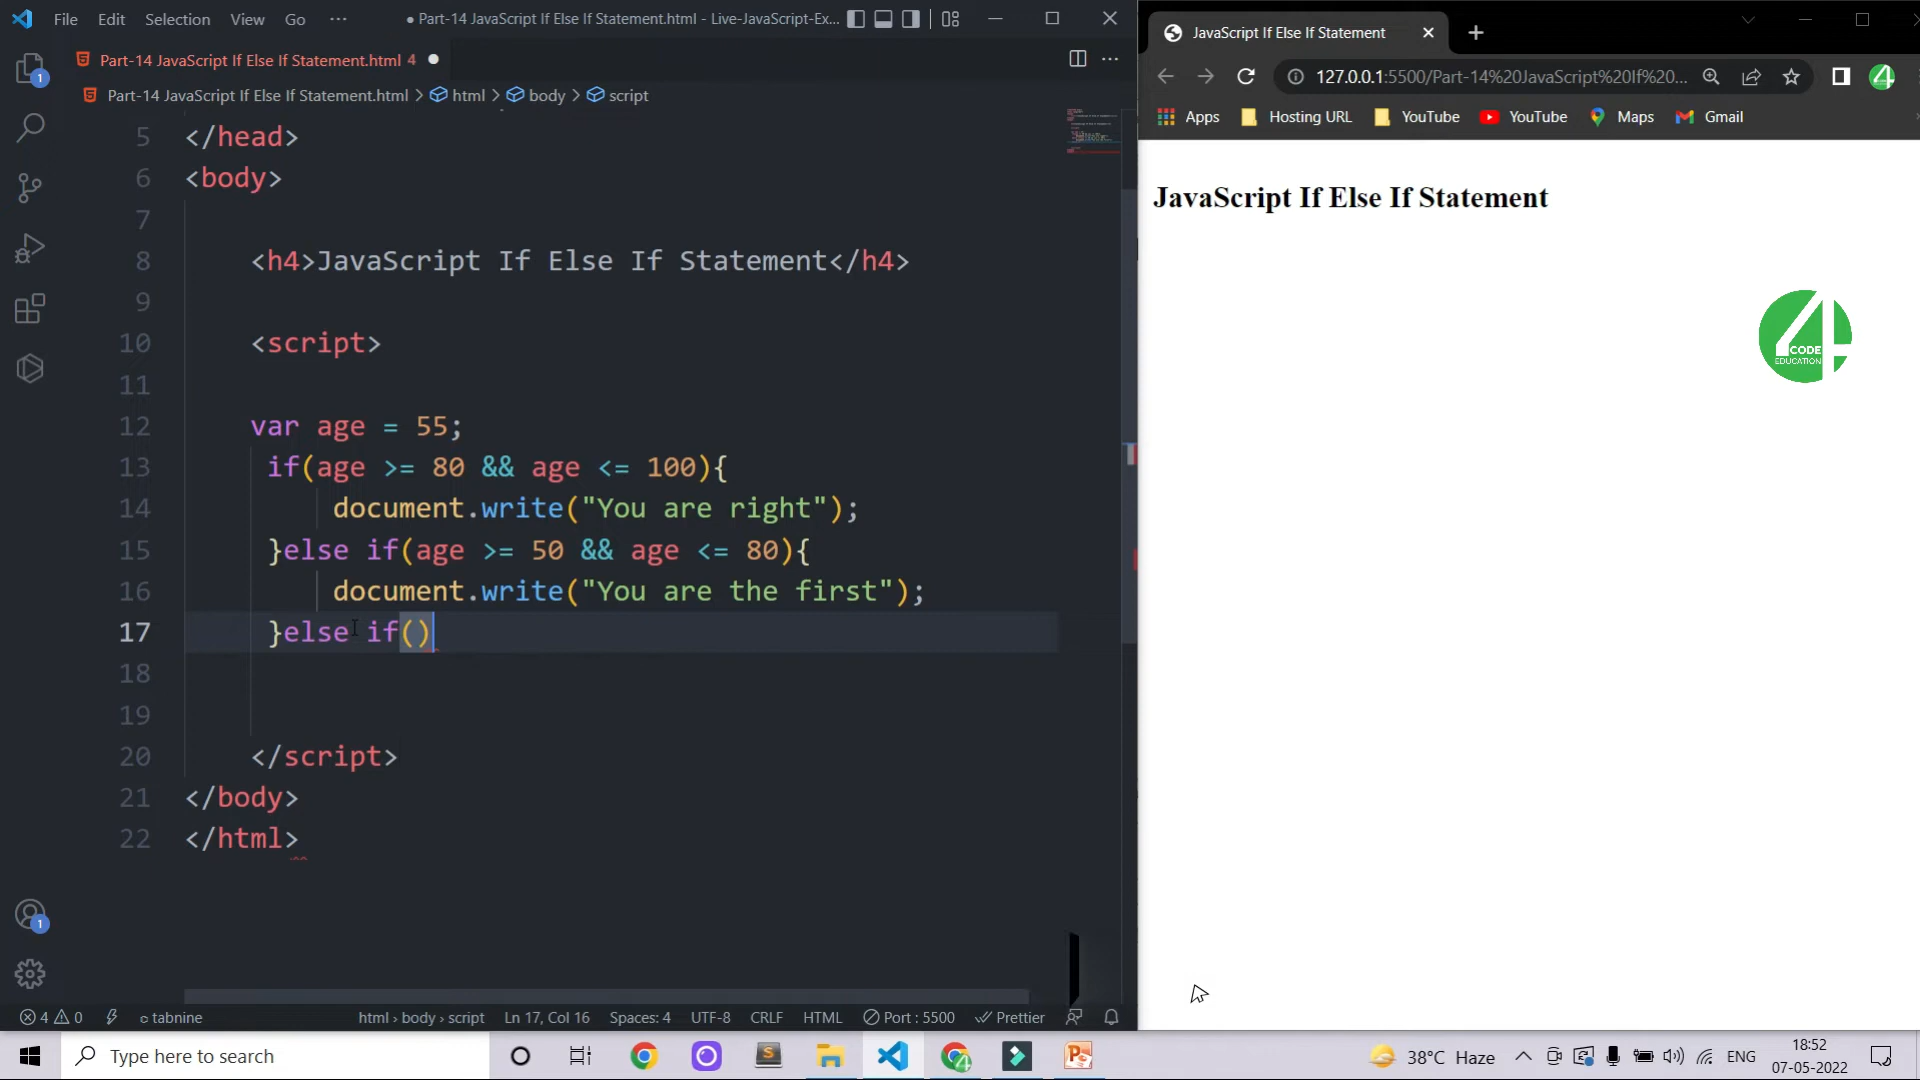 File Edit Selection View Go ··· ● Part-14 JavaScript If Else If Statement.html - Live-JavaScript-Ex...
Part-14 JavaScript If Else If Statement.html 4 ●
Part-14 JavaScript If Else If Statement.html > html > body > script
5 </head>
6 <body>
7
8 <h4>JavaScript If Else If Statement</h4>
9
10 <script>
11
12 var age = 55;
13 if(age >= 80 && age <= 100){
14 document.write("You are right");
15 }else if(age >= 50 && age <= 80){
16 document.write("You are the first");
17 }else if()
18
19
20 </script>
21 </body>
22 </html>
1
1
4 0 tabnine html › body › script Ln 17, Col 16 Spaces: 4 UTF-8 CRLF HTML Port : 5500 Prettier
JavaScript If Else If Statement
127.0.0.1:5500/Part-14%20JavaScript%20If%20...
Apps Hosting URL YouTube YouTube Maps Gmail
JavaScript If Else If Statement
4
CODE
EDUCATION
Type here to search
38°C Haze ENG 18:52
07-05-2022